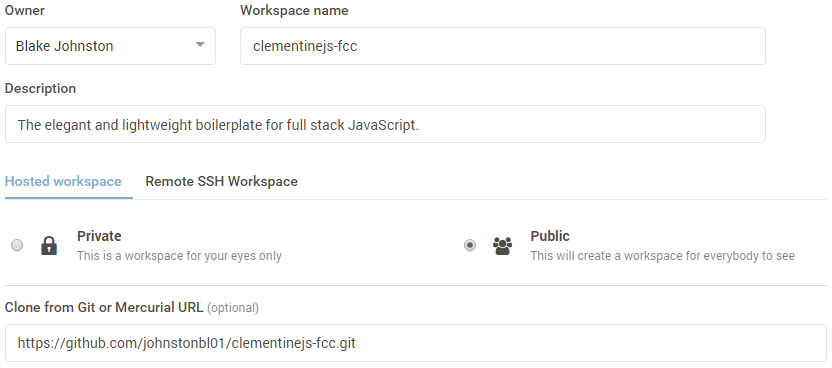 Owner
Workspace name
Blake Johnston
clementinejs-fcc
Description
The elegant and lightweight boilerplate for full stack JavaScript.
Hosted workspace
Remote SSH Workspace
Private
This is a workspace for your eyes only
Public
This will create a workspace for everybody to see
Clone from Git or Mercurial URL (optional)
https://github.com/johnstonbl01/clementinejs-fcc.git